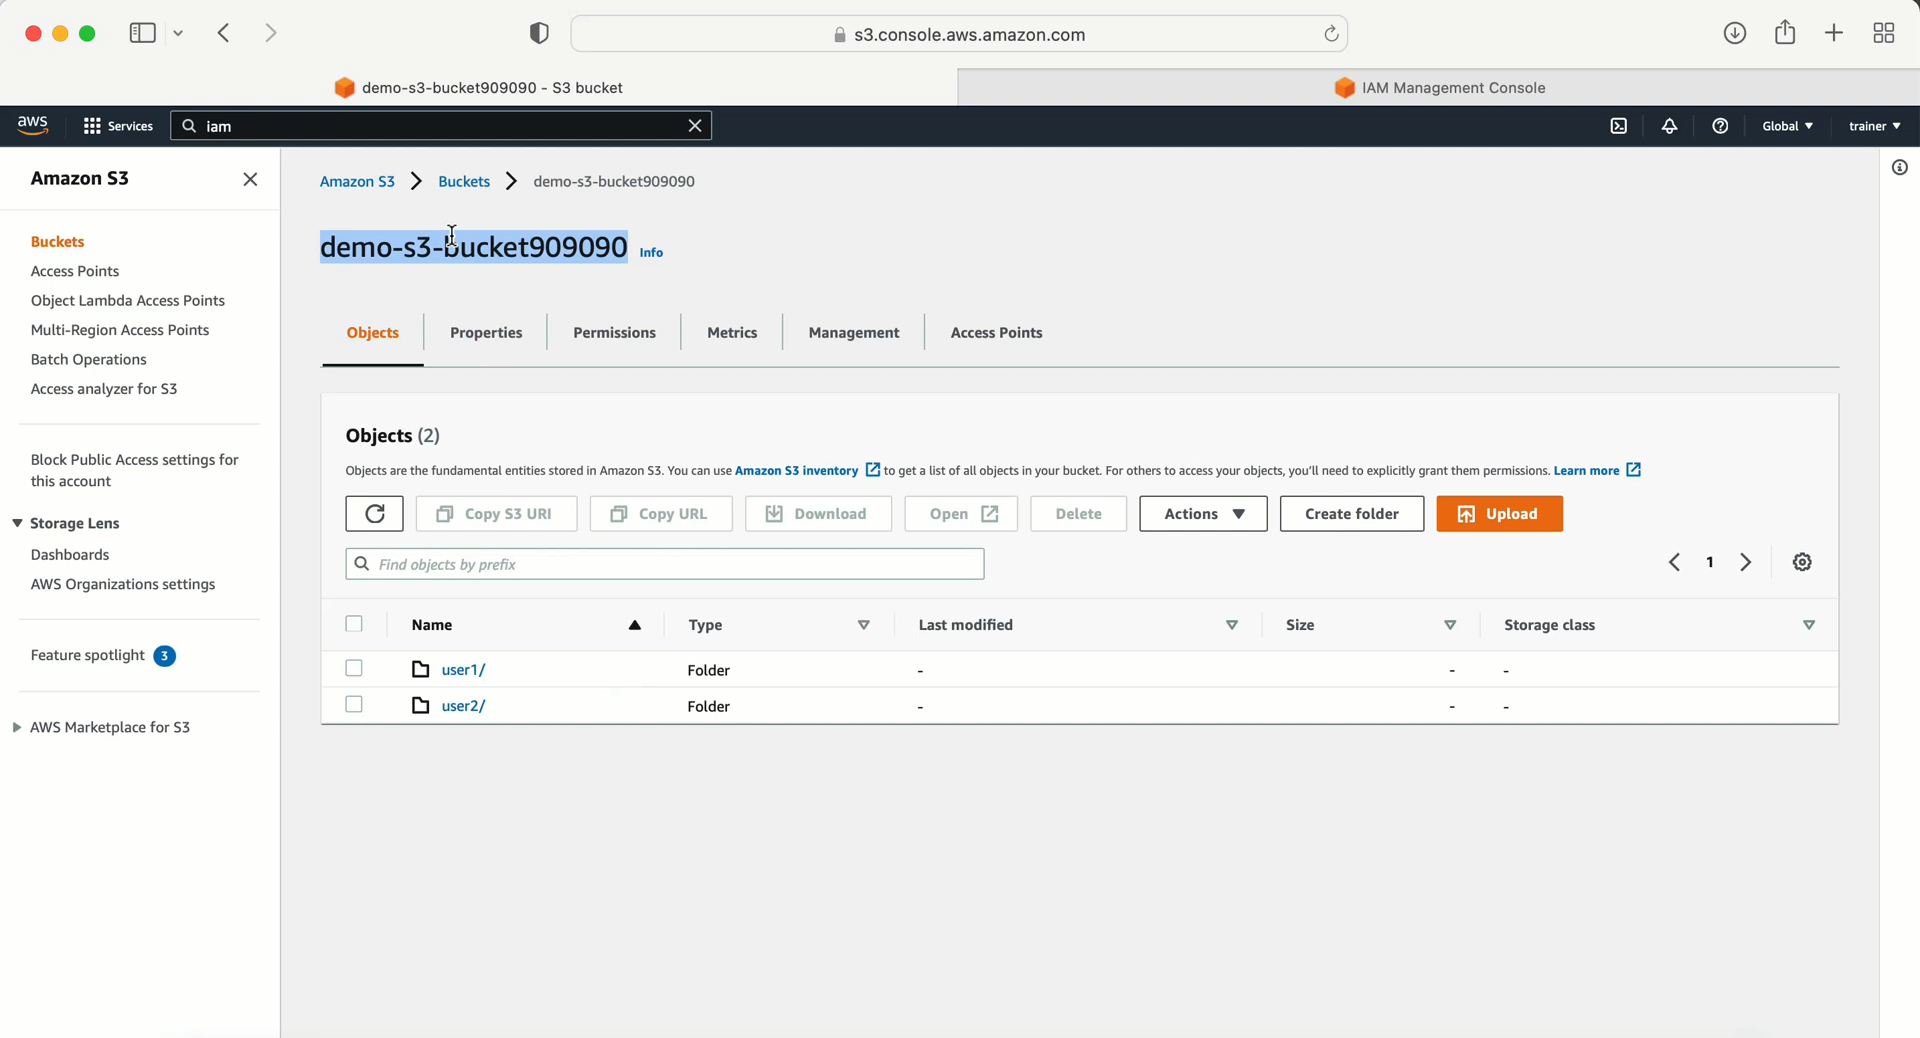 s3.console.aws.amazon.com
demo-s3-bucket909090 - S3 bucket
IAM Management Console
aws
Services
iam
Global
trainer
Amazon S3
Buckets
Access Points
Object Lambda Access Points
Multi-Region Access Points
Batch Operations
Access analyzer for S3
Block Public Access settings for
this account
Storage Lens
Dashboards
AWS Organizations settings
Feature spotlight 3
AWS Marketplace for S3
Amazon S3 Buckets demo-s3-bucket909090
demo-s3-bucket909090 Info
Objects Properties Permissions Metrics Management Access Points
Objects (2)
Objects are the fundamental entities stored in Amazon S3. You can use Amazon S3 inventory to get a list of all objects in your bucket. For others to access your objects, you'll need to explicitly grant them permissions. Learn more
Copy S3 URI Copy URL Download Open Delete Actions Create folder Upload
Find objects by prefix
1
Name Type Last modified Size Storage class
user1/ Folder - - -
user2/ Folder - - -